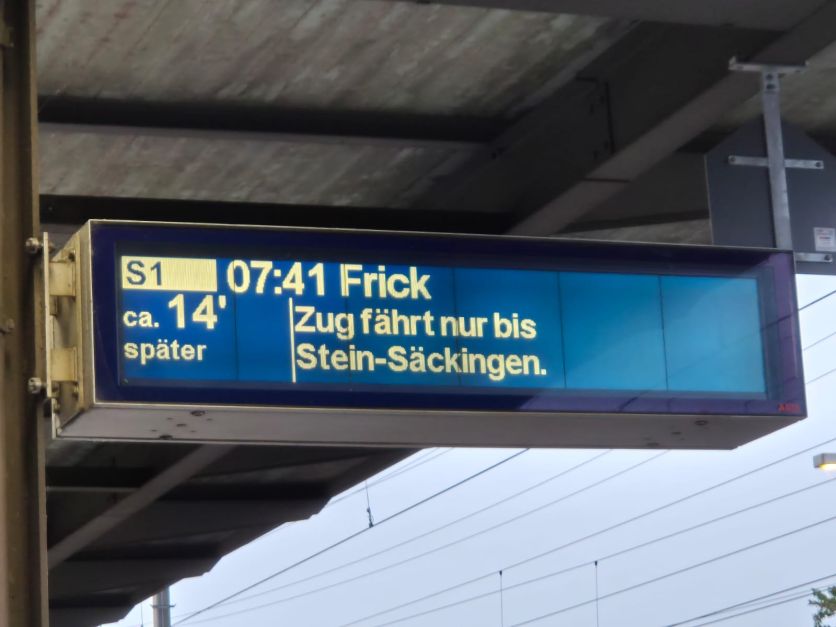 S1 07:41 Frick
ca. 14' Zug fährt nur bis
später Stein-Säckingen.